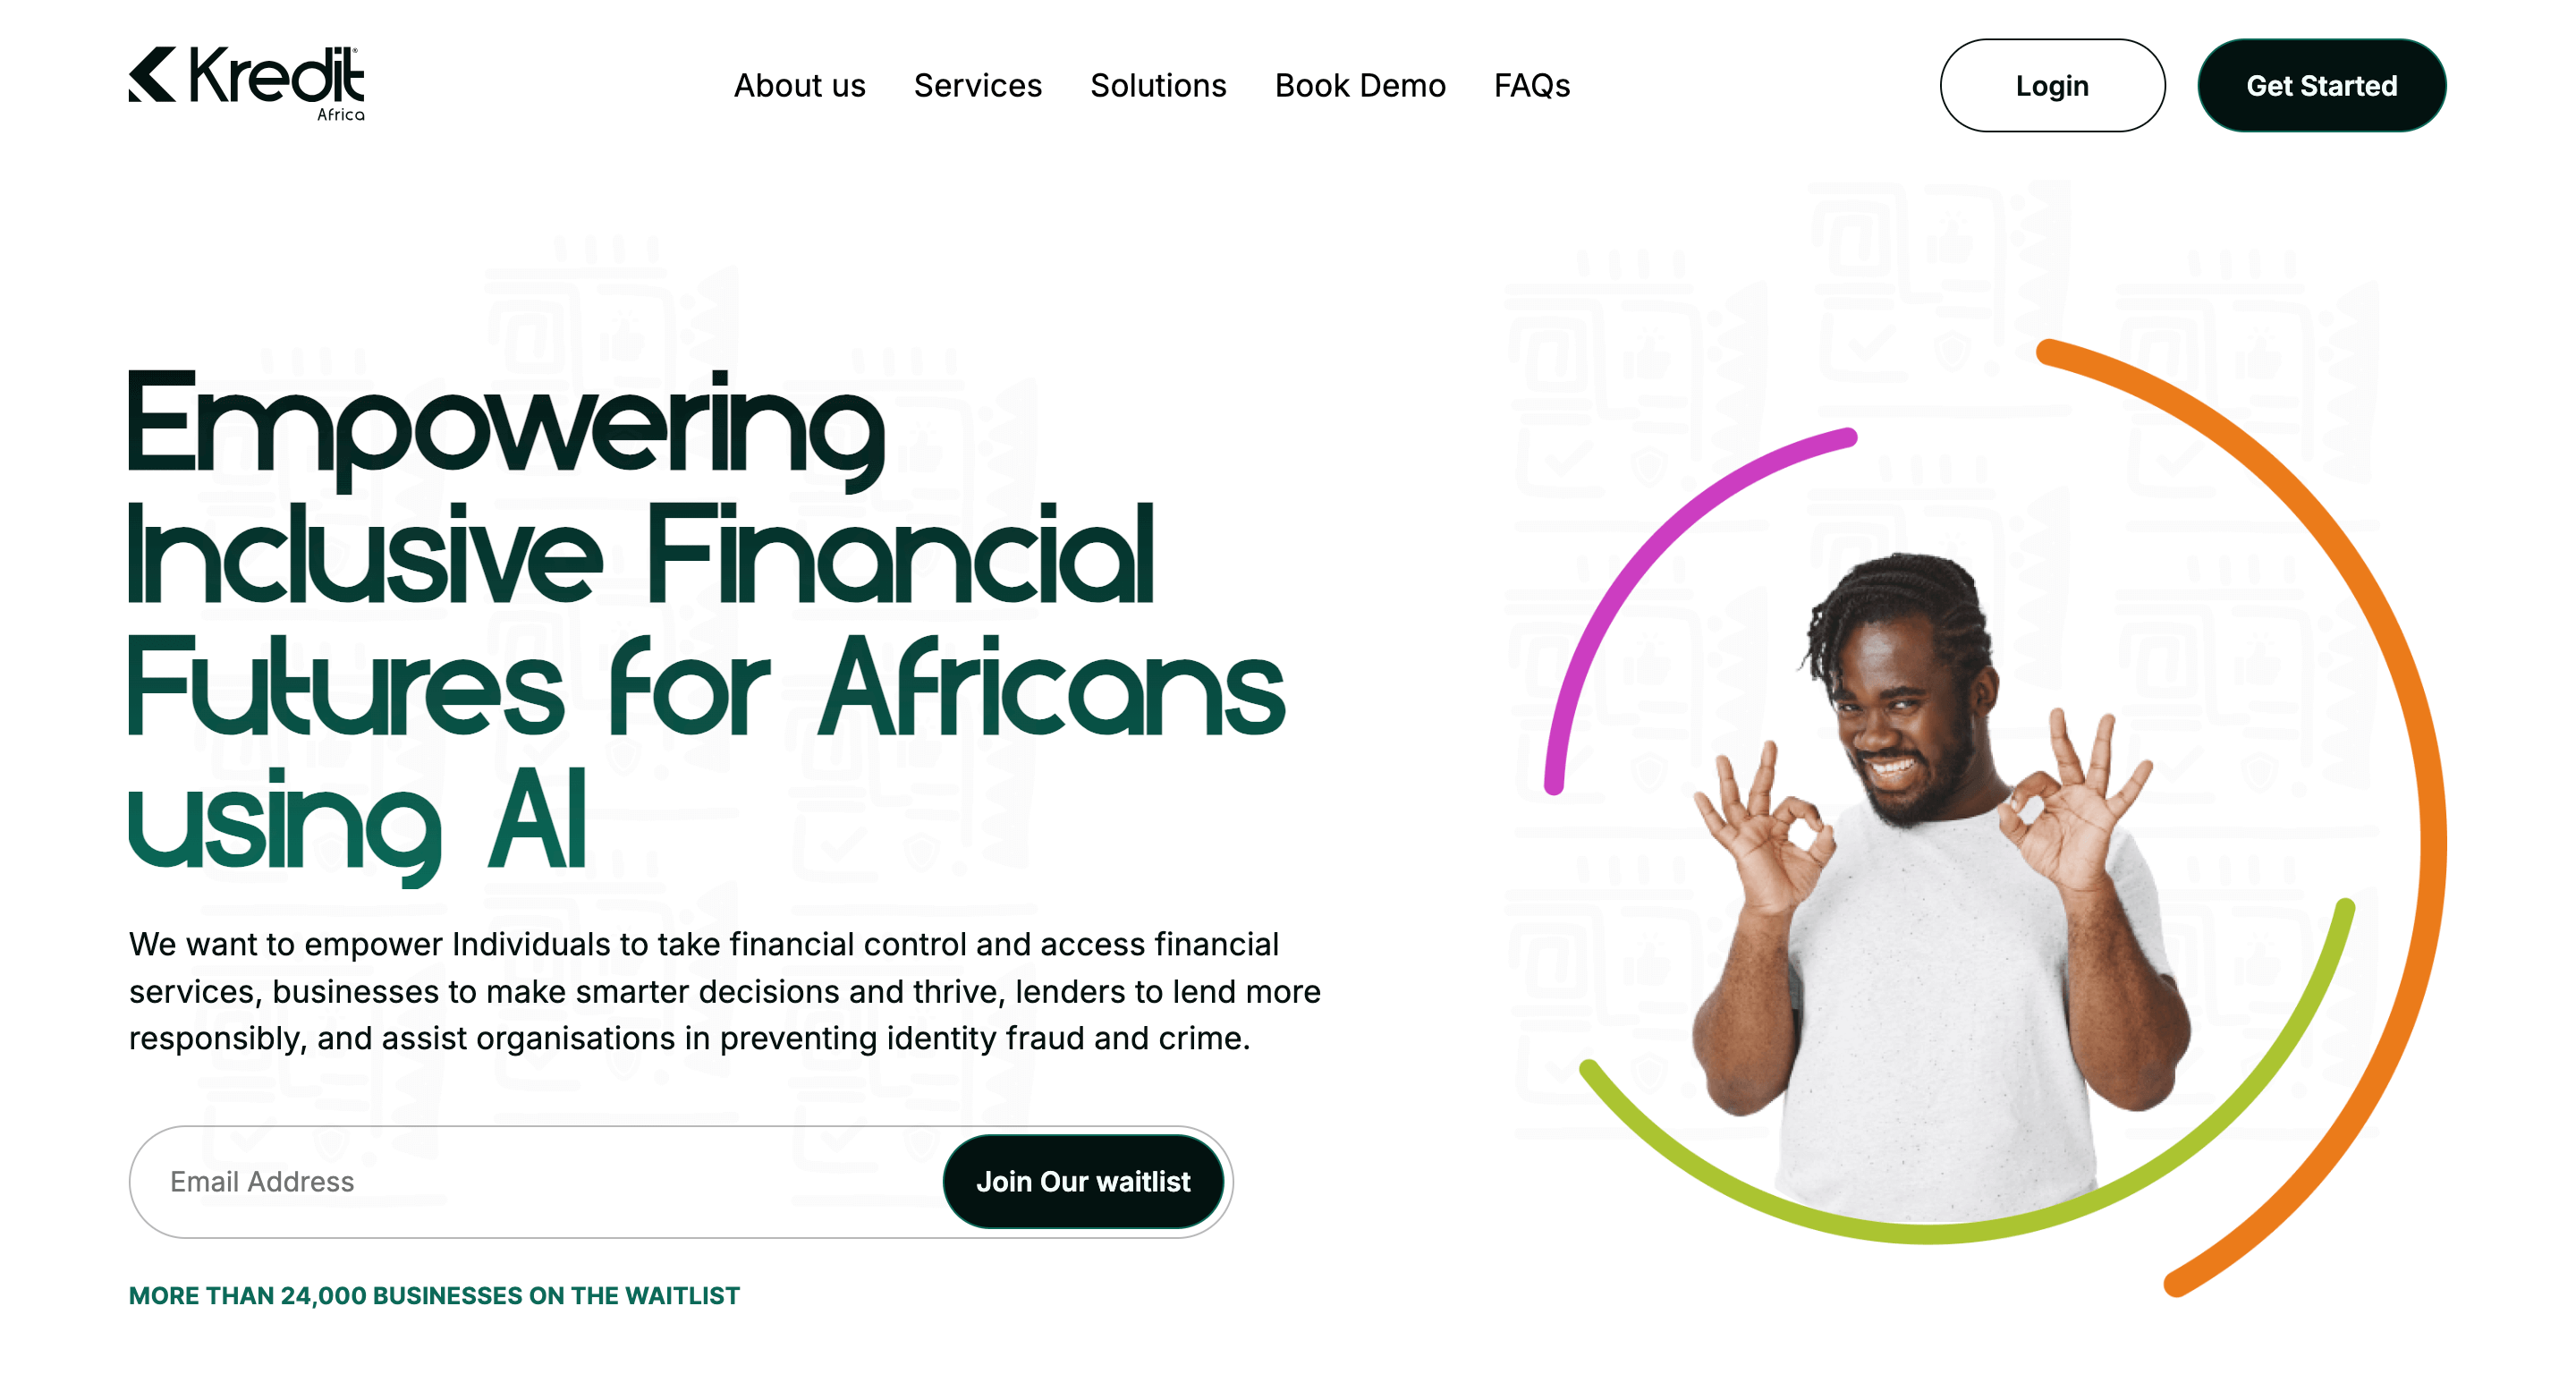 Kredit®
Africa
About us
Services
Solutions
Book Demo
FAQs
Login
Get Started
Empowering
Inclusive Financial
Futures for Africans
using AI
We want to empower Individuals to take financial control and access financial
services, businesses to make smarter decisions and thrive, lenders to lend more
responsibly, and assist organisations in preventing identity fraud and crime.
Email Address
Join Our waitlist
MORE THAN 24,000 BUSINESSES ON THE WAITLIST